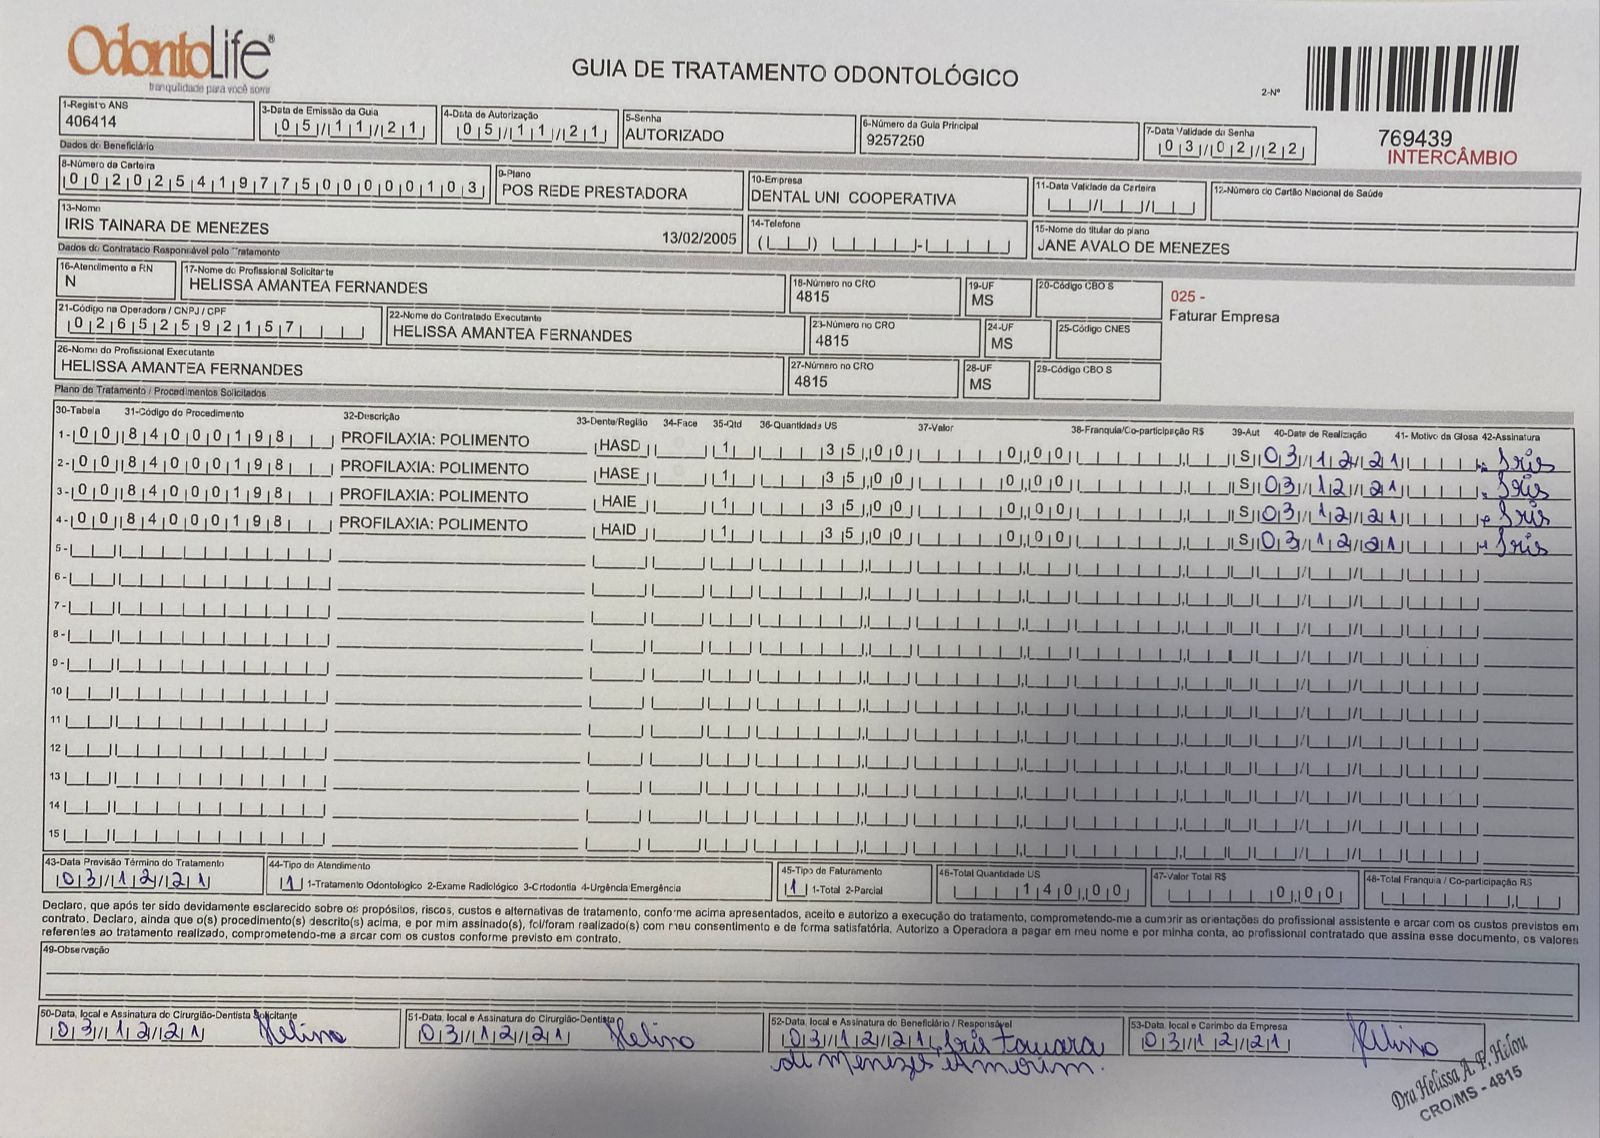 OdontoLife®
tranquilidade para você sorrir
GUIA DE TRATAMENTO ODONTOLÓGICO
2-Nº
769439
INTERCÂMBIO
1-Registro ANS
406414
3-Data de Emissão da Guia
05/11/21
4-Data de Autorização
05/11/21
5-Senha
AUTORIZADO
6-Número da Guia Principal
9257250
7-Data Validade da Senha
03/02/22
Dados do Beneficiário
8-Número da Carteira
00202541977500000103
9-Plano
POS REDE PRESTADORA
10-Empresa
DENTAL UNI COOPERATIVA
11-Data Validade da Carteira
12-Número do Cartão Nacional de Saúde
13-Nome
IRIS TAINARA DE MENEZES 13/02/2005
14-Telefone
15-Nome do titular do plano
JANE AVALO DE MENEZES
Dados do Contratado Responsável pelo Tratamento
16-Atendimento a RN
N
17-Nome do Profissional Solicitante
HELISSA AMANTEA FERNANDES
18-Número no CRO
4815
19-UF
MS
20-Código CBO S
025 -
Faturar Empresa
21-Código na Operadora / CNPJ / CPF
02652592157
22-Nome do Contratado Executante
HELISSA AMANTEA FERNANDES
23-Número no CRO
4815
24-UF
MS
25-Código CNES
26-Nome do Profissional Executante
HELISSA AMANTEA FERNANDES
27-Número no CRO
4815
28-UF
MS
29-Código CBO S
Plano de Tratamento / Procedimentos Solicitados
30-Tabela 31-Código do Procedimento 32-Descrição 33-Dente/Região 34-Face 35-Qtd 36-Quantidade US 37-Valor 38-Franquia/Co-participação R$ 39-Aut 40-Data de Realização 41- Motivo da Glosa 42-Assinatura
1- 00 84000198 PROFILAXIA: POLIMENTO HASD 1 35,00 0,00 S 03/12/21 Iris
2- 00 84000198 PROFILAXIA: POLIMENTO HASE 1 35,00 0,00 S 03/12/21 Iris
3- 00 84000198 PROFILAXIA: POLIMENTO HAIE 1 35,00 0,00 S 03/12/21 Iris
4- 00 84000198 PROFILAXIA: POLIMENTO HAID 1 35,00 0,00 S 03/12/21 Iris
5-
6-
7-
8-
9-
10
11
12
13
14
15
43-Data Previsão Término do Tratamento
03/12/21
44-Tipo de Atendimento
1 1-Tratamento Odontológico 2-Exame Radiológico 3-Ortodontia 4-Urgência/Emergência
45-Tipo de Faturamento
1 1-Total 2-Parcial
46-Total Quantidade US
140,00
47-Valor Total R$
0,00
48-Total Franquia / Co-participação R$
Declaro, que após ter sido devidamente esclarecido sobre os propósitos, riscos, custos e alternativas de tratamento, conforme acima apresentados, aceito e autorizo a execução do tratamento, comprometendo-me a cumprir as orientações do profissional assistente e arcar com os custos previstos em
contrato. Declaro, ainda que o(s) procedimento(s) descrito(s) acima, e por mim assinado(s), foi/foram realizado(s) com meu consentimento e de forma satisfatória. Autorizo a Operadora a pagar em meu nome e por minha conta, ao profissional contratado que assina esse documento, os valores
referentes ao tratamento realizado, comprometendo-me a arcar com os custos conforme previsto em contrato.
49-Observação
50-Data, local e Assinatura do Cirurgião-Dentista Solicitante
03/12/21
51-Data, local e Assinatura do Cirurgião-Dentista
03/12/21
52-Data, local e Assinatura do Beneficiário / Responsável
03/12/21 Iris
de Menezes Amorim.
53-Data, local e Carimbo da Empresa
03/12/21
Dra Helissa A. F. Hilou
CRO/MS - 4815